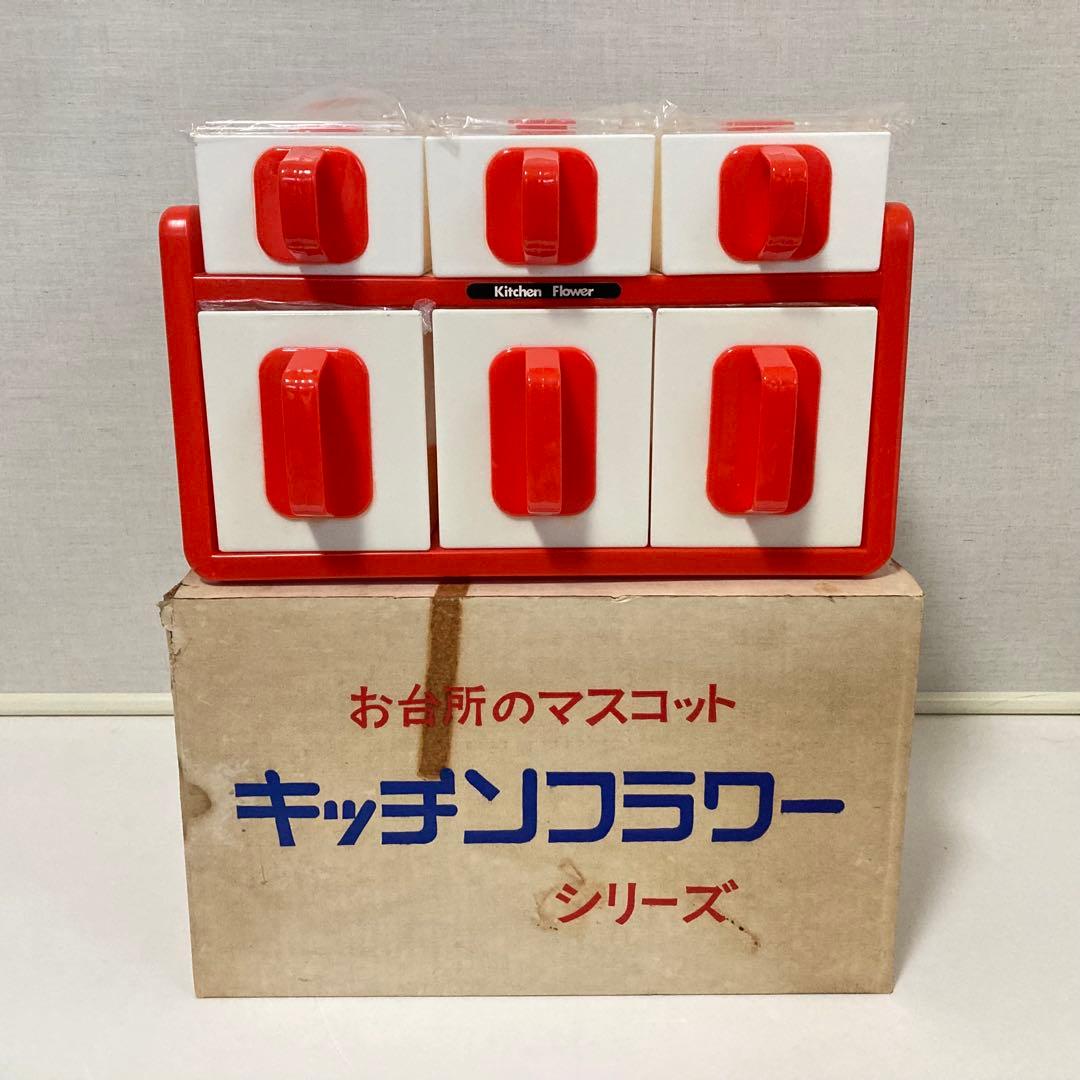 Kitchen Flower
お台所のマスコット
キッチンフラワー
シリーズ